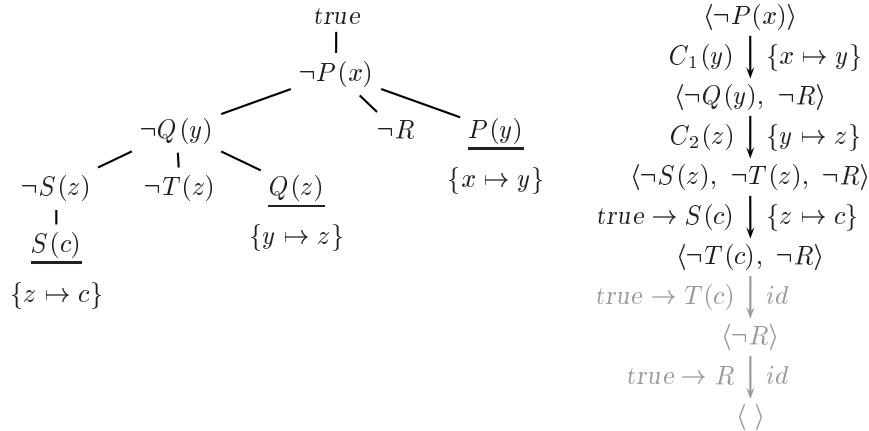 true
¬P(x)
¬Q(y) ¬R P(y)
{x ↦ y}
¬S(z) ¬T(z) Q(z)
{y ↦ z}
S(c)
{z ↦ c}
⟨¬P(x)⟩
C₁(y) {x ↦ y}
⟨¬Q(y), ¬R⟩
C₂(z) {y ↦ z}
⟨¬S(z), ¬T(z), ¬R⟩
true → S(c) {z ↦ c}
⟨¬T(c), ¬R⟩
true → T(c) id
⟨¬R⟩
true → R id
⟨ ⟩